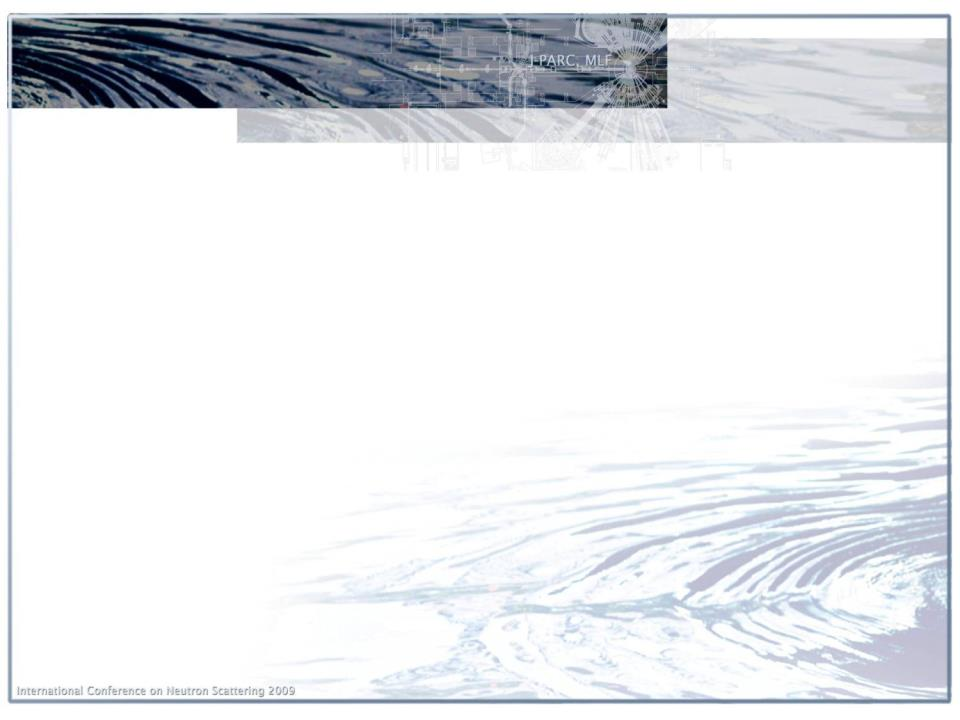 J-PARC, MLF
International Conference on Neutron Scattering 2009